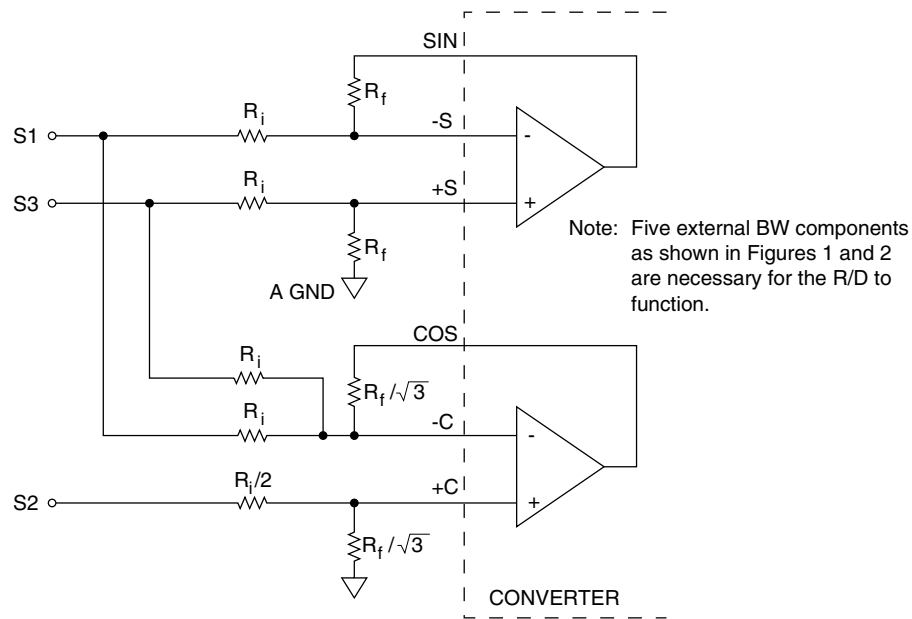 SIN
R_f
R_i
-S
S1
-
R_i
+S
S3
+
R_f
A GND
Note: Five external BW components
as shown in Figures 1 and 2
are necessary for the R/D to
function.
COS
R_i
R_f/√3
R_i
-C
-
R_i/2
+C
S2
+
R_f/√3
CONVERTER